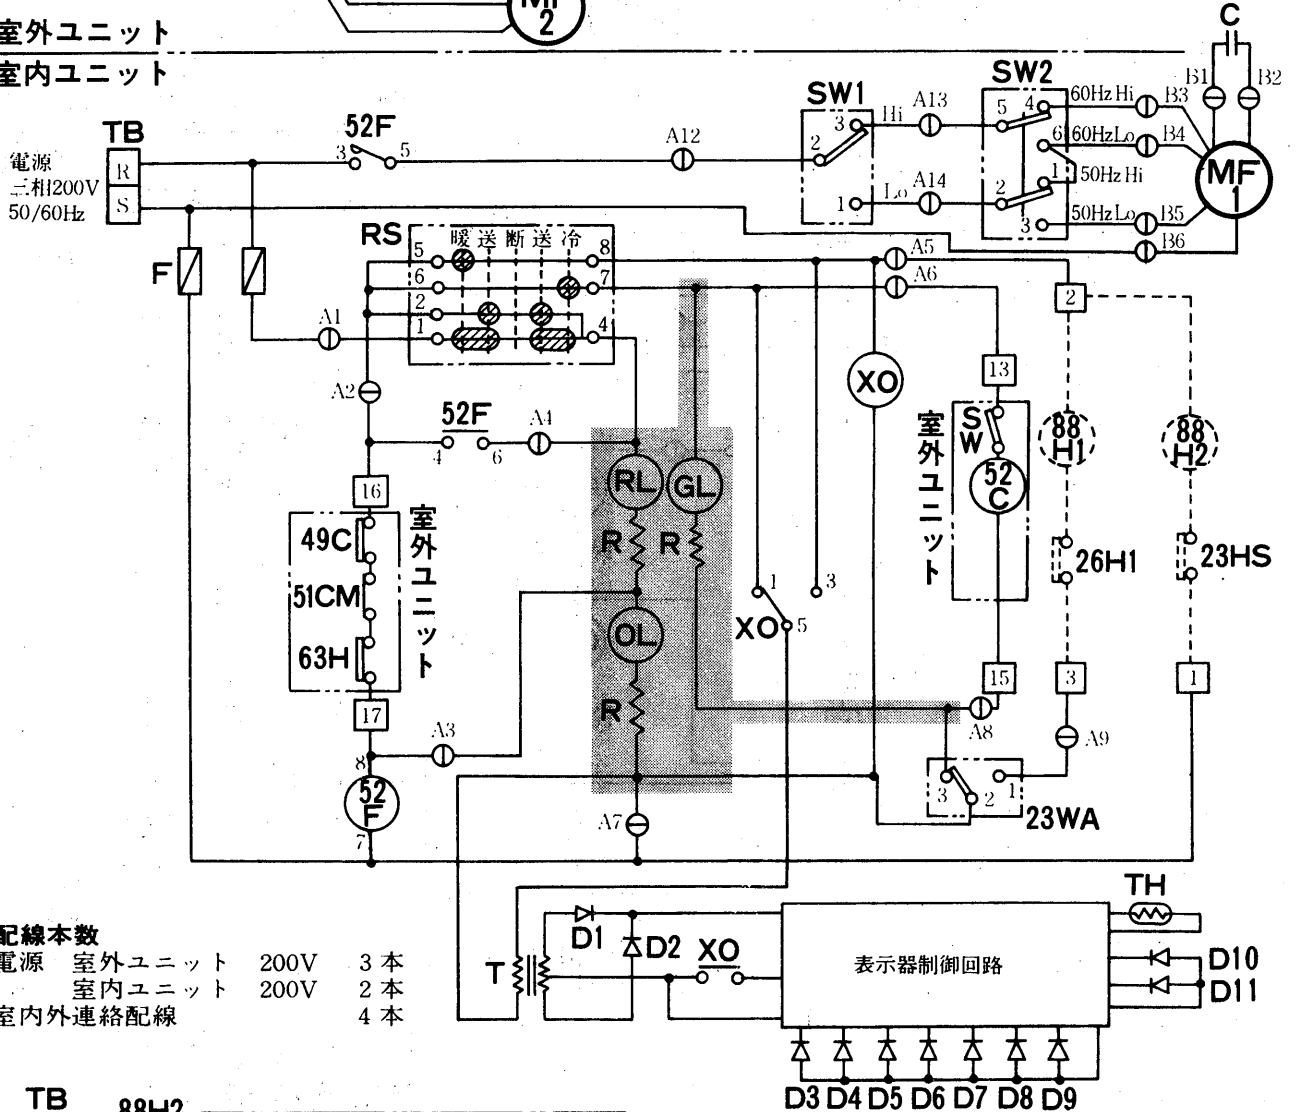 MF
2
室外ユニット
室内ユニット
C
B1 B2
SW2
SW1
TB
52F
3 5
A12
2
3 Hi A13
5 4 60Hz Hi B3
6 60Hz Lo B4
1 50Hz Hi
1 Lo A14
2
3 50Hz Lo B5
B6
MF
1
電源
三相200V
50/60Hz
R
S
F
RS
暖 送 断 送 冷
5 8
6 7
2
1 4
A1
A2
A5
A6
2
13
XO
52F
4 6
A4
16
49C
51CM
63H
室外ユニット
17
A3
8
52
F
7
RL
GL
R
R
OL
R
A7
1
3
XO 5
室外ユニット
SW
52
C
15
A8
88
H1
88
H2
26H1
23HS
3
1
A9
3 2 1
23WA
配線本数
電源 室外ユニット 200V 3本
室内ユニット 200V 2本
室内外連絡配線 4本
T
D1
D2
XO
表示器制御回路
TH
D10
D11
D3 D4 D5 D6 D7 D8 D9
TB
88H2